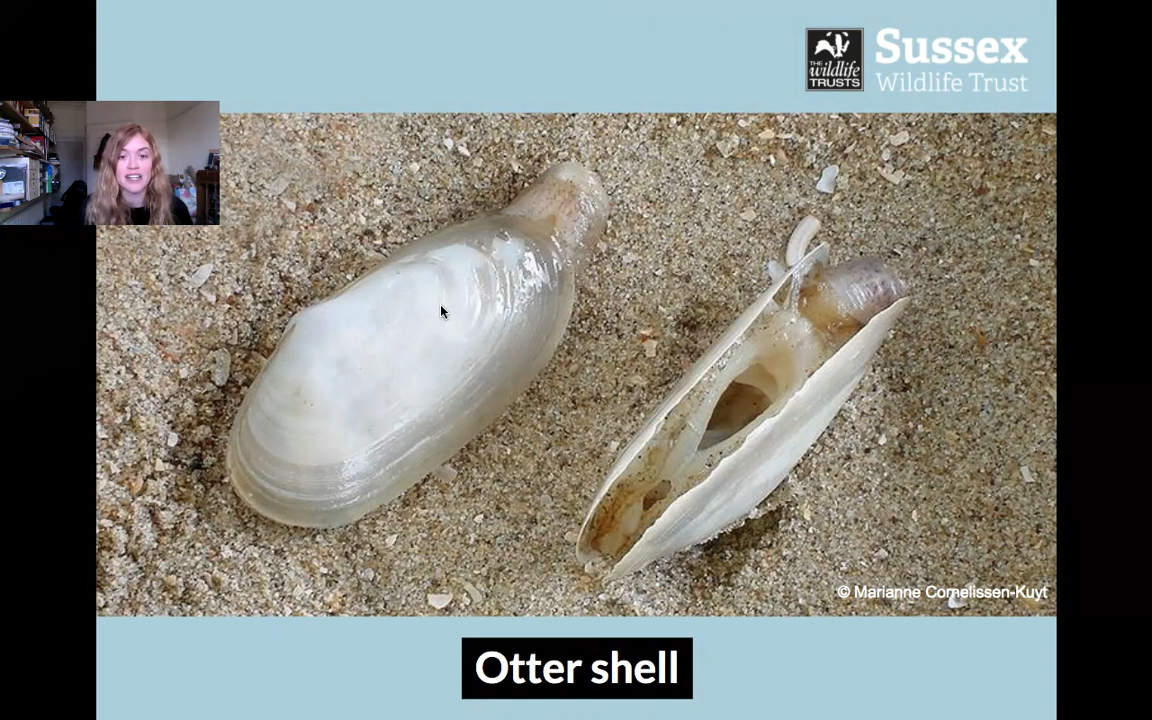 THE
wildlife
TRUSTS
Sussex
Wildlife Trust
© Marianne Cornelissen-Kuyt
Otter shell